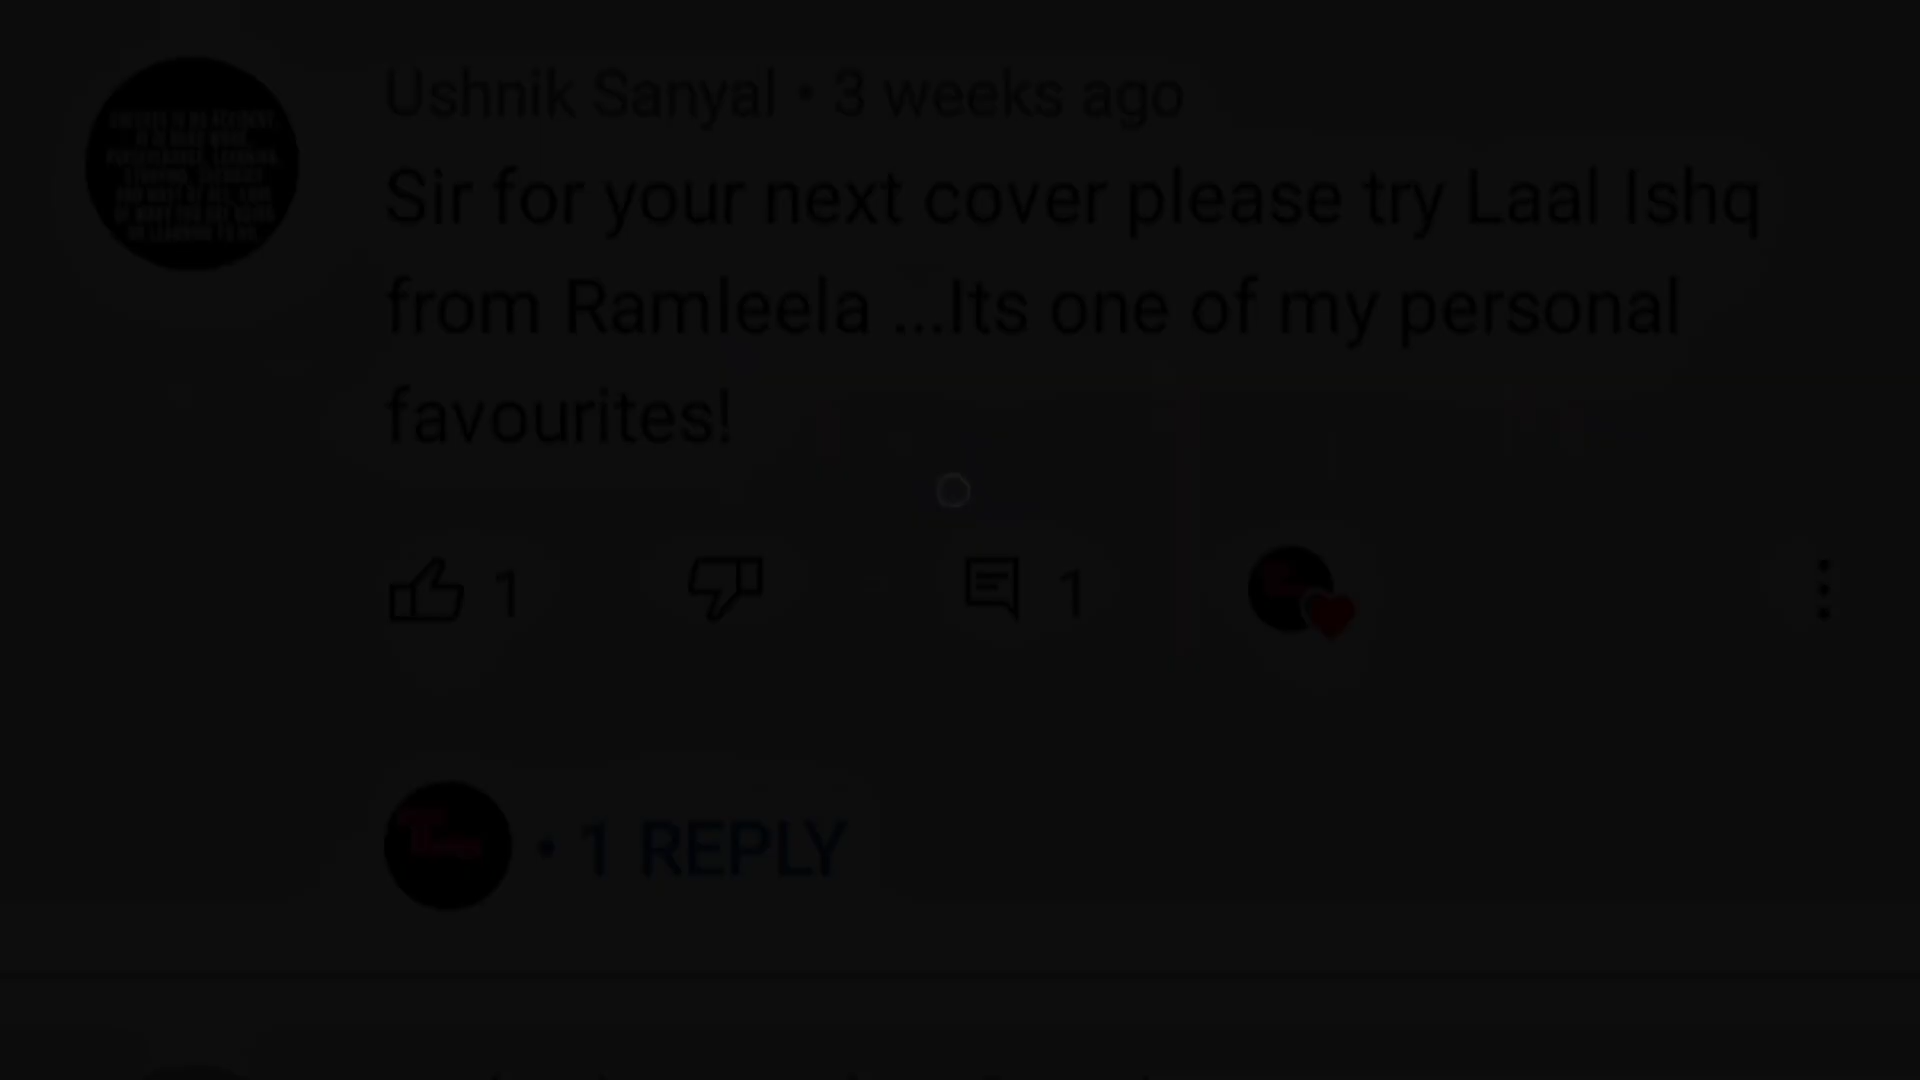 Ushnik Sanyal • 3 weeks ago
Sir for your next cover please try Laal Ishq
from Ramleela ...Its one of my personal
favourites!
1 1
• 1 REPLY